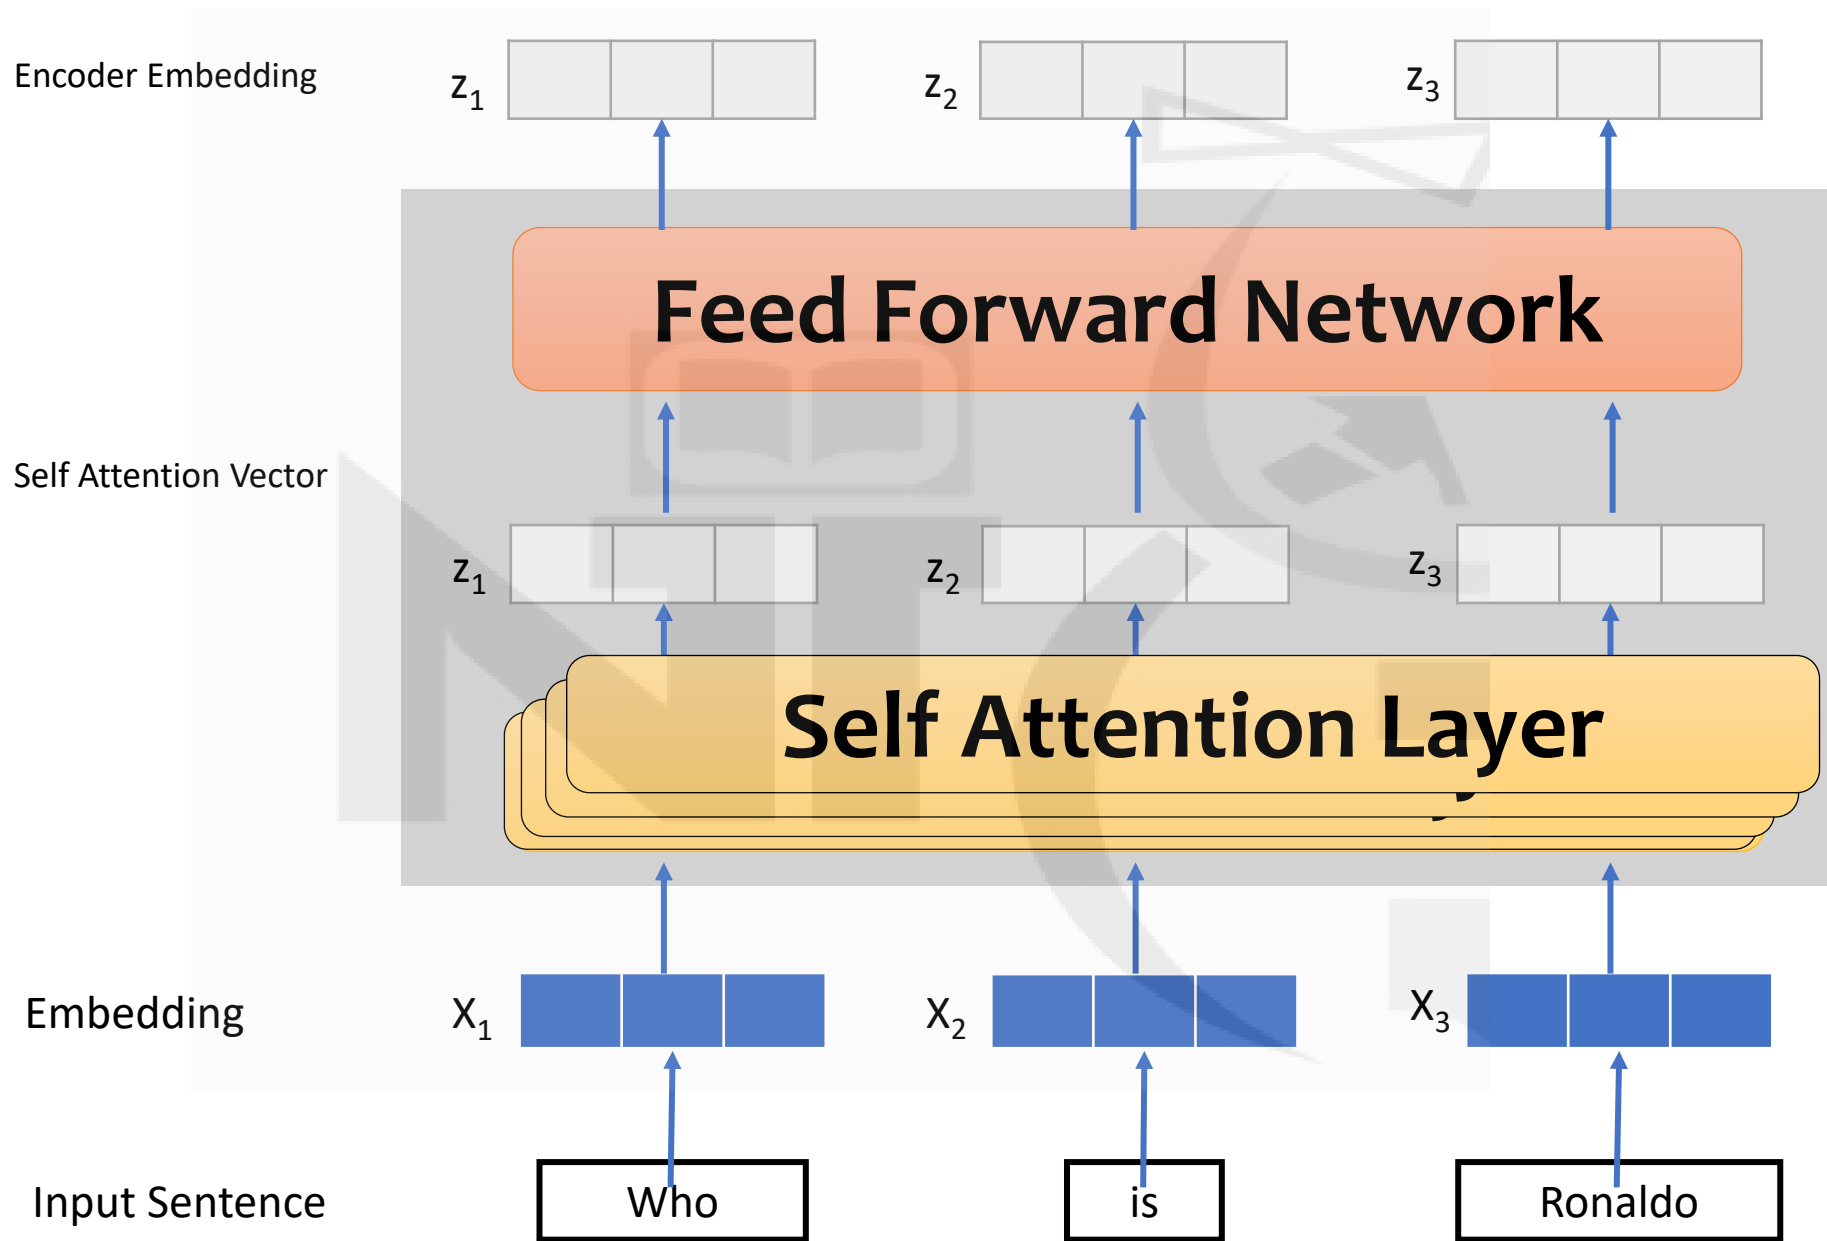 Encoder Embedding
z1 z2 z3
Feed Forward Network
Self Attention Vector
z1 z2 z3
Self Attention Layer
Embedding X1 X2 X3
Input Sentence Who is Ronaldo